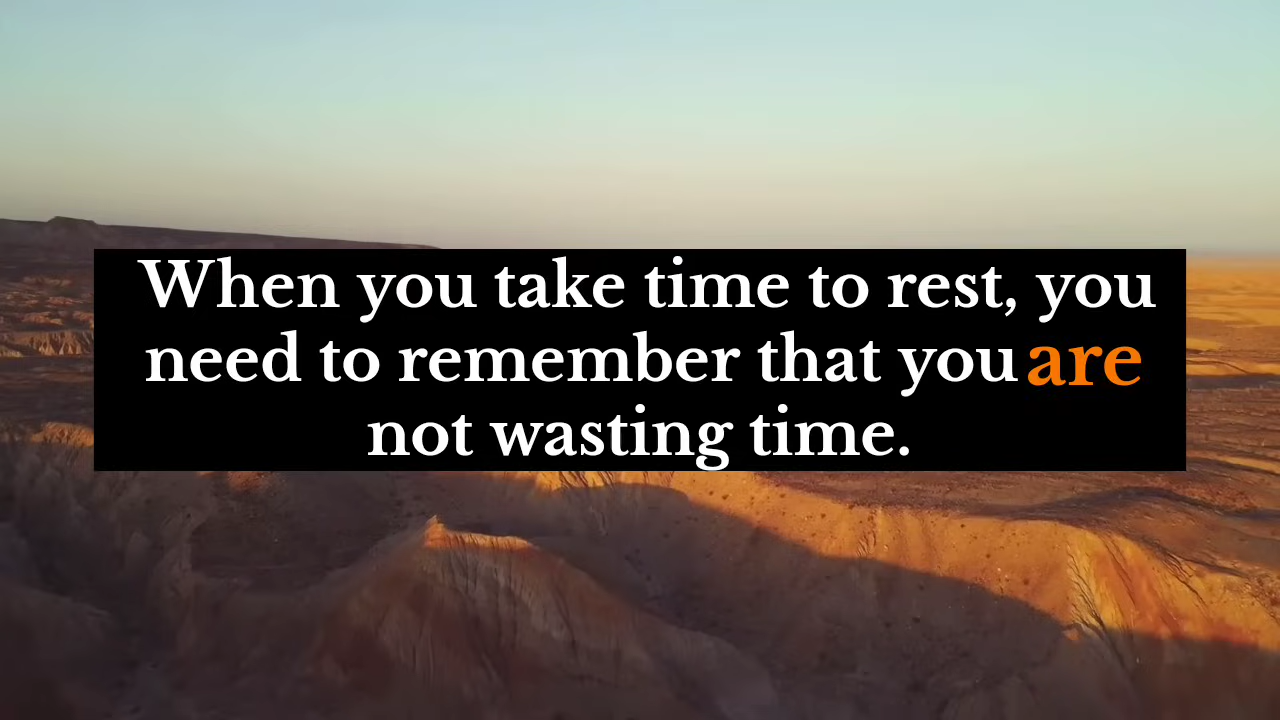 When you take time to rest, you
need to remember that you are
not wasting time.